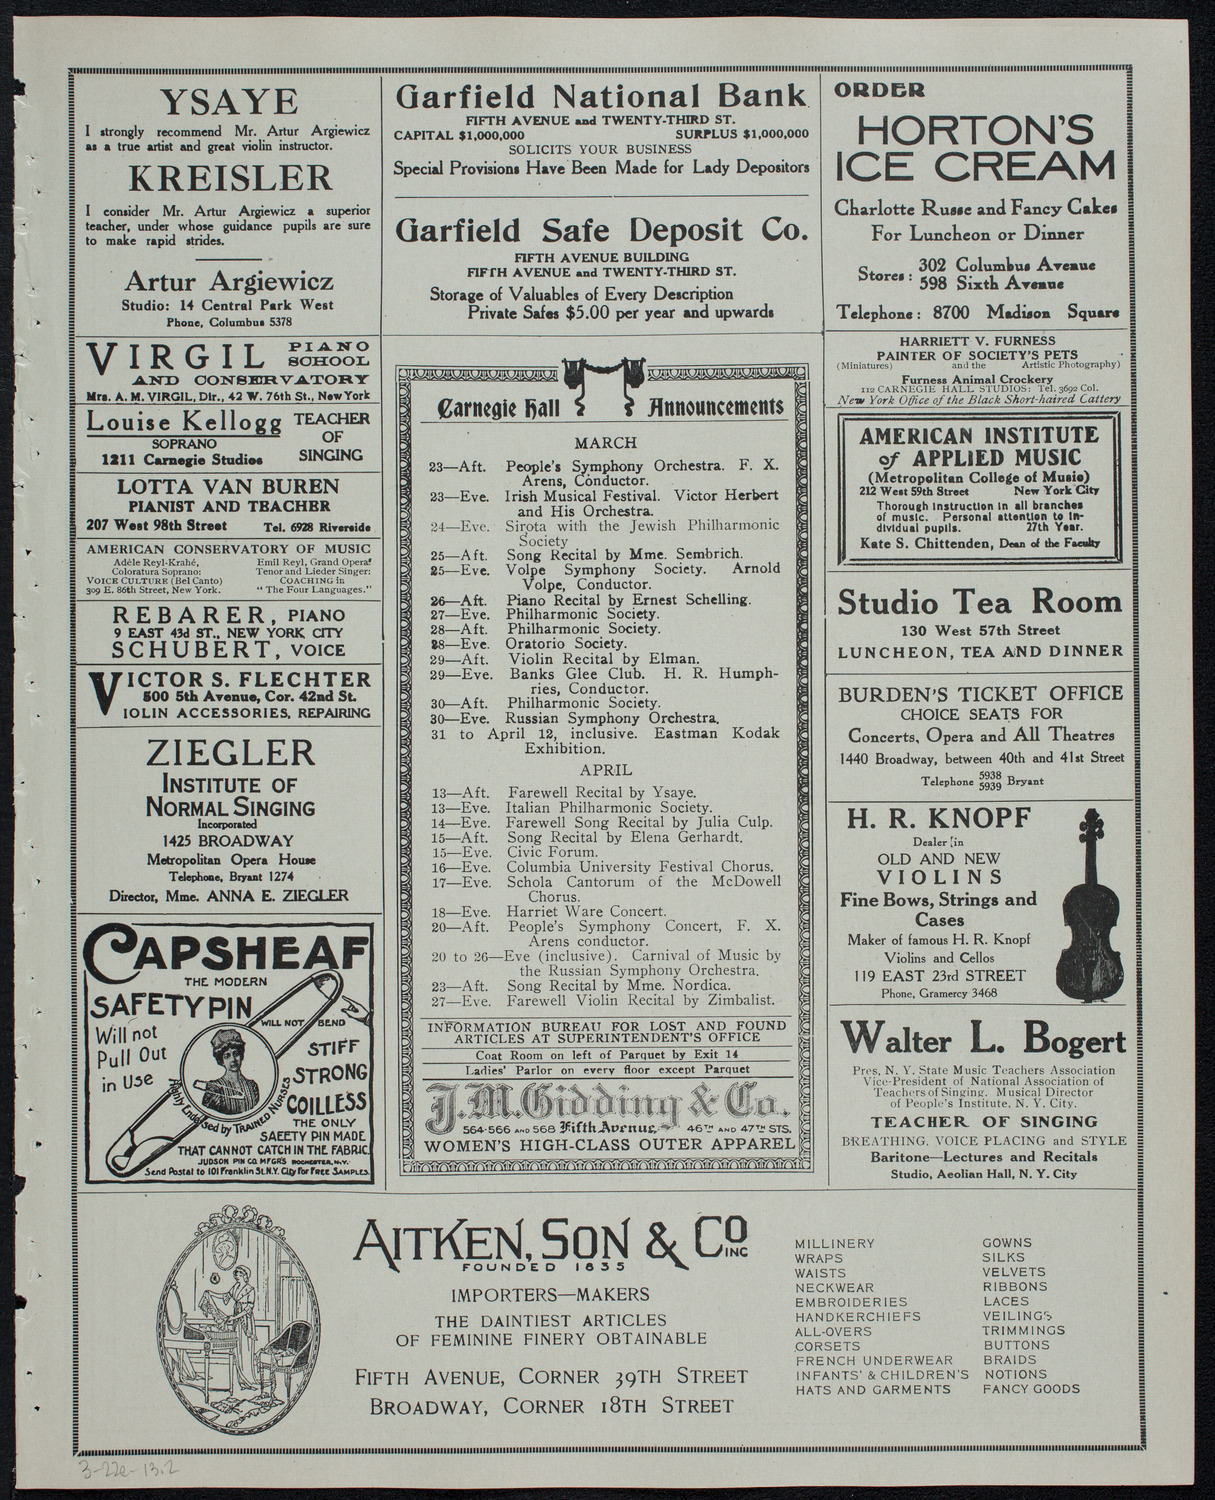 YSAYE
I strongly recommend Mr. Artur Argiewicz
as a true artist and great violin instructor.
KREISLER
I consider Mr. Artur Argiewicz a superior
teacher, under whose guidance pupils are sure
to make rapid strides.
Artur Argiewicz
Studio: 14 Central Park West
Phone, Columbus 5378
VIRGIL PIANO SCHOOL
AND CONSERVATORY
Mrs. A. M. VIRGIL, Dir., 42 W. 76th St., New York
Louise Kellogg TEACHER OF SINGING
SOPRANO
1211 Carnegie Studios
LOTTA VAN BUREN
PIANIST AND TEACHER
207 West 98th Street Tel. 6928 Riverside
AMERICAN CONSERVATORY OF MUSIC
Adèle Reyl-Krahé, Emil Reyl, Grand Opera
Coloratura Soprano: Tenor and Lieder Singer:
VOICE CULTURE (Bel Canto) COACHING in
309 E. 86th Street, New York. "The Four Languages."
REBARER, PIANO
9 EAST 43d ST., NEW YORK CITY
SCHUBERT, VOICE
VICTOR S. FLECHTER
500 5th Avenue, Cor. 42nd St.
VIOLIN ACCESSORIES, REPAIRING
ZIEGLER
INSTITUTE OF
NORMAL SINGING
Incorporated
1425 BROADWAY
Metropolitan Opera House
Telephone, Bryant 1274
Director, Mme. ANNA E. ZIEGLER
CAPSHEAF
THE MODERN
SAFETY PIN
WILL NOT BEND
Will not
Pull Out
in Use
STIFF
STRONG
COILLESS
Highly Endorsed by TRAINED NURSES
THE ONLY
SAFETY PIN MADE
THAT CANNOT CATCH IN THE FABRIC.
JUDSON PIN CO. MFGRS ROCHESTER, N.Y.
Send Postal to 101 Franklin St. N.Y. City for FREE SAMPLES.
Garfield National Bank
FIFTH AVENUE and TWENTY-THIRD ST.
CAPITAL $1,000,000 SURPLUS $1,000,000
SOLICITS YOUR BUSINESS
Special Provisions Have Been Made for Lady Depositors
Garfield Safe Deposit Co.
FIFTH AVENUE BUILDING
FIFTH AVENUE and TWENTY-THIRD ST.
Storage of Valuables of Every Description
Private Safes $5.00 per year and upwards
Carnegie Hall Announcements
MARCH
23—Aft. People's Symphony Orchestra. F. X.
Arens, Conductor.
23—Eve. Irish Musical Festival. Victor Herbert
and His Orchestra.
24—Eve. Sirota with the Jewish Philharmonic
Society
25—Aft. Song Recital by Mme. Sembrich.
25—Eve. Volpe Symphony Society. Arnold
Volpe, Conductor.
26—Aft. Piano Recital by Ernest Schelling.
27—Eve. Philharmonic Society.
28—Aft. Philharmonic Society.
28—Eve. Oratorio Society.
29—Aft. Violin Recital by Elman.
29—Eve. Banks Glee Club. H. R. Humph-
ries, Conductor.
30—Aft. Philharmonic Society.
30—Eve. Russian Symphony Orchestra.
31 to April 12, inclusive. Eastman Kodak
Exhibition.
APRIL
13—Aft. Farewell Recital by Ysaye.
13—Eve. Italian Philharmonic Society.
14—Eve. Farewell Song Recital by Julia Culp.
15—Aft. Song Recital by Elena Gerhardt.
15—Eve. Civic Forum.
16—Eve. Columbia University Festival Chorus.
17—Eve. Schola Cantorum of the McDowell
Chorus.
18—Eve. Harriet Ware Concert.
20—Aft. People's Symphony Concert, F. X.
Arens conductor.
20 to 26—Eve (inclusive). Carnival of Music by
the Russian Symphony Orchestra.
23—Aft. Song Recital by Mme. Nordica.
27—Eve. Farewell Violin Recital by Zimbalist.
INFORMATION BUREAU FOR LOST AND FOUND
ARTICLES AT SUPERINTENDENT'S OFFICE
Coat Room on left of Parquet by Exit 14
Ladies' Parlor on every floor except Parquet
J. M. Gidding & Co.
564-566 AND 568 Fifth Avenue, 46TH AND 47TH STS.
WOMEN'S HIGH-CLASS OUTER APPAREL
ORDER
HORTON'S
ICE CREAM
Charlotte Russe and Fancy Cakes
For Luncheon or Dinner
Stores: 302 Columbus Avenue
598 Sixth Avenue
Telephone: 8700 Madison Square
HARRIETT V. FURNESS
PAINTER OF SOCIETY'S PETS
(Miniatures) and the Artistic Photography)
Furness Animal Crockery
112 CARNEGIE HALL STUDIOS: Tel. 3692 Col.
New York Office of the Black Short-haired Cattery
AMERICAN INSTITUTE
of APPLIED MUSIC
(Metropolitan College of Music)
212 West 59th Street New York City
Thorough instruction in all branches
of music. Personal attention to in-
dividual pupils. 27th Year.
Kate S. Chittenden, Dean of the Faculty
Studio Tea Room
130 West 57th Street
LUNCHEON, TEA AND DINNER
BURDEN'S TICKET OFFICE
CHOICE SEATS FOR
Concerts, Opera and All Theatres
1440 Broadway, between 40th and 41st Street
Telephone 5938 5939 Bryant
H. R. KNOPF
Dealer in
OLD AND NEW
VIOLINS
Fine Bows, Strings and
Cases
Maker of famous H. R. Knopf
Violins and Cellos
119 EAST 23rd STREET
Phone, Gramercy 3468
Walter L. Bogert
Pres. N. Y. State Music Teachers Association
Vice-President of National Association of
Teachers of Singing. Musical Director
of People's Institute, N. Y. City.
TEACHER OF SINGING
BREATHING, VOICE PLACING and STYLE
Baritone—Lectures and Recitals
Studio, Aeolian Hall, N. Y. City
AITKEN, SON & CO INC
FOUNDED 1835
IMPORTERS—MAKERS
THE DAINTIEST ARTICLES
OF FEMININE FINERY OBTAINABLE
FIFTH AVENUE, CORNER 39TH STREET
BROADWAY, CORNER 18TH STREET
MILLINERY
WRAPS
WAISTS
NECKWEAR
EMBROIDERIES
HANDKERCHIEFS
ALL-OVERS
CORSETS
FRENCH UNDERWEAR
INFANTS' & CHILDREN'S
HATS AND GARMENTS
GOWNS
SILKS
VELVETS
RIBBONS
LACES
VEILINGS
TRIMMINGS
BUTTONS
BRAIDS
NOTIONS
FANCY GOODS
3-22e-13.2